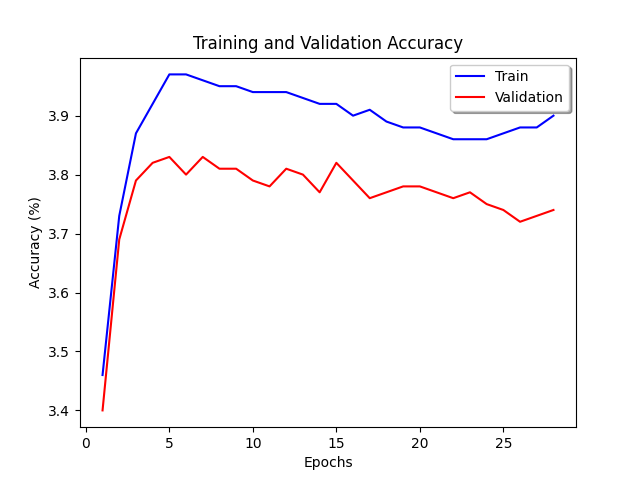 Training and Validation Accuracy
Train
Validation
Accuracy (%)
3.9
3.8
3.7
3.6
3.5
3.4
0 5 10 15 20 25
Epochs